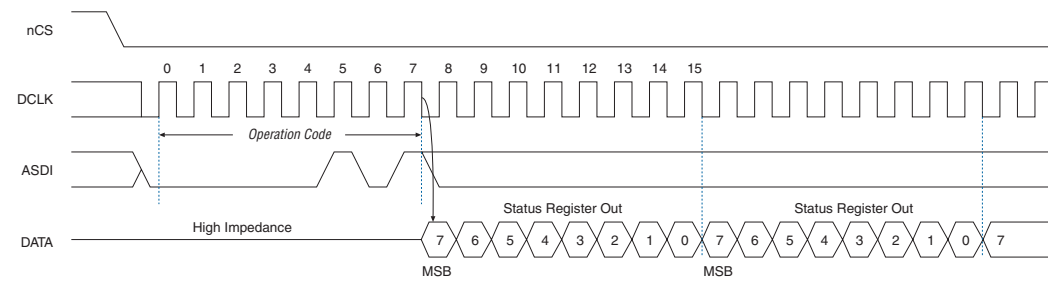 nCS
0 1 2 3 4 5 6 7 8 9 10 11 12 13 14 15
DCLK
Operation Code
ASDI
Status Register Out Status Register Out
High Impedance
DATA 7 6 5 4 3 2 1 0 7 6 5 4 3 2 1 0 7
MSB MSB